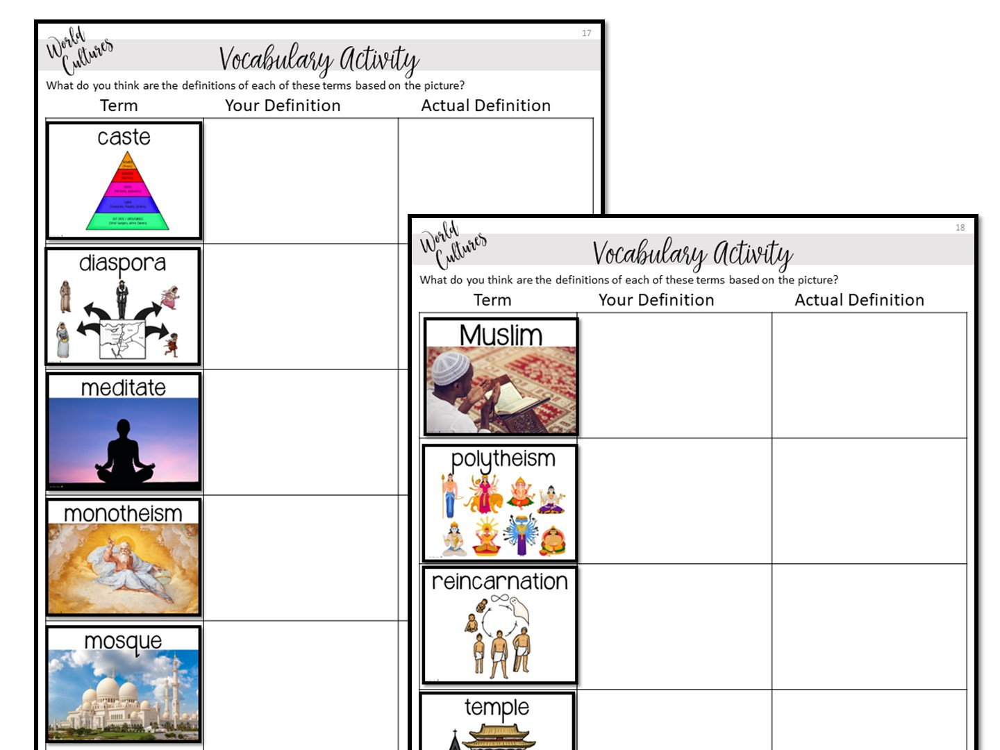 17
World
Cultures
Vocabulary Activity
What do you think are the definitions of each of these terms based on the picture?
Term Your Definition Actual Definition
caste
diaspora
meditate
monotheism
mosque
18
World
Cultures
Vocabulary Activity
What do you think are the definitions of each of these terms based on the picture?
Term Your Definition Actual Definition
Muslim
polytheism
reincarnation
temple